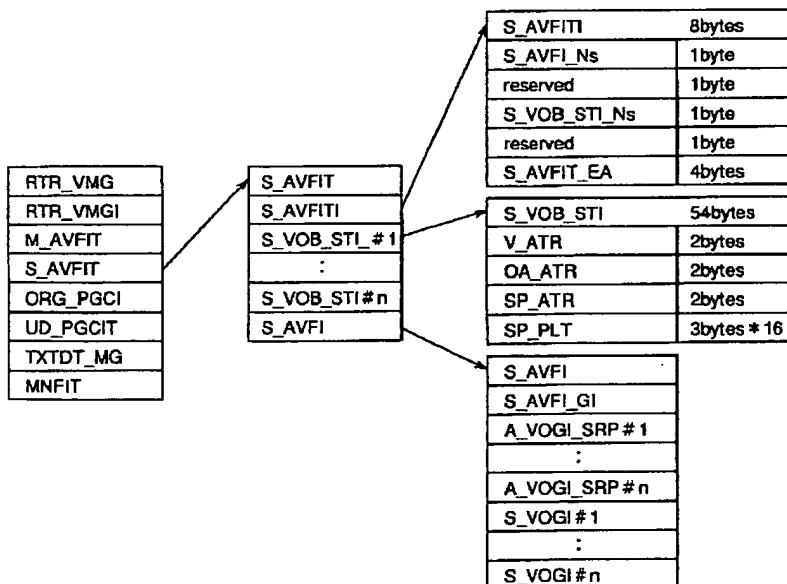 RTR_VMG
RTR_VMGI
M_AVFIT
S_AVFIT
ORG_PGCI
UD_PGCIT
TXTDT_MG
MNFIT
S_AVFIT
S_AVFITI
S_VOB_STI_#1
:
S_VOB_STI#n
S_AVFI
S_AVFITI 8bytes
S_AVFI_Ns 1byte
reserved 1byte
S_VOB_STI_Ns 1byte
reserved 1byte
S_AVFIT_EA 4bytes
S_VOB_STI 54bytes
V_ATR 2bytes
OA_ATR 2bytes
SP_ATR 2bytes
SP_PLT 3bytes*16
S_AVFI
S_AVFI_GI
A_VOGI_SRP#1
:
A_VOGI_SRP#n
S_VOGI#1
:
S_VOGI#n